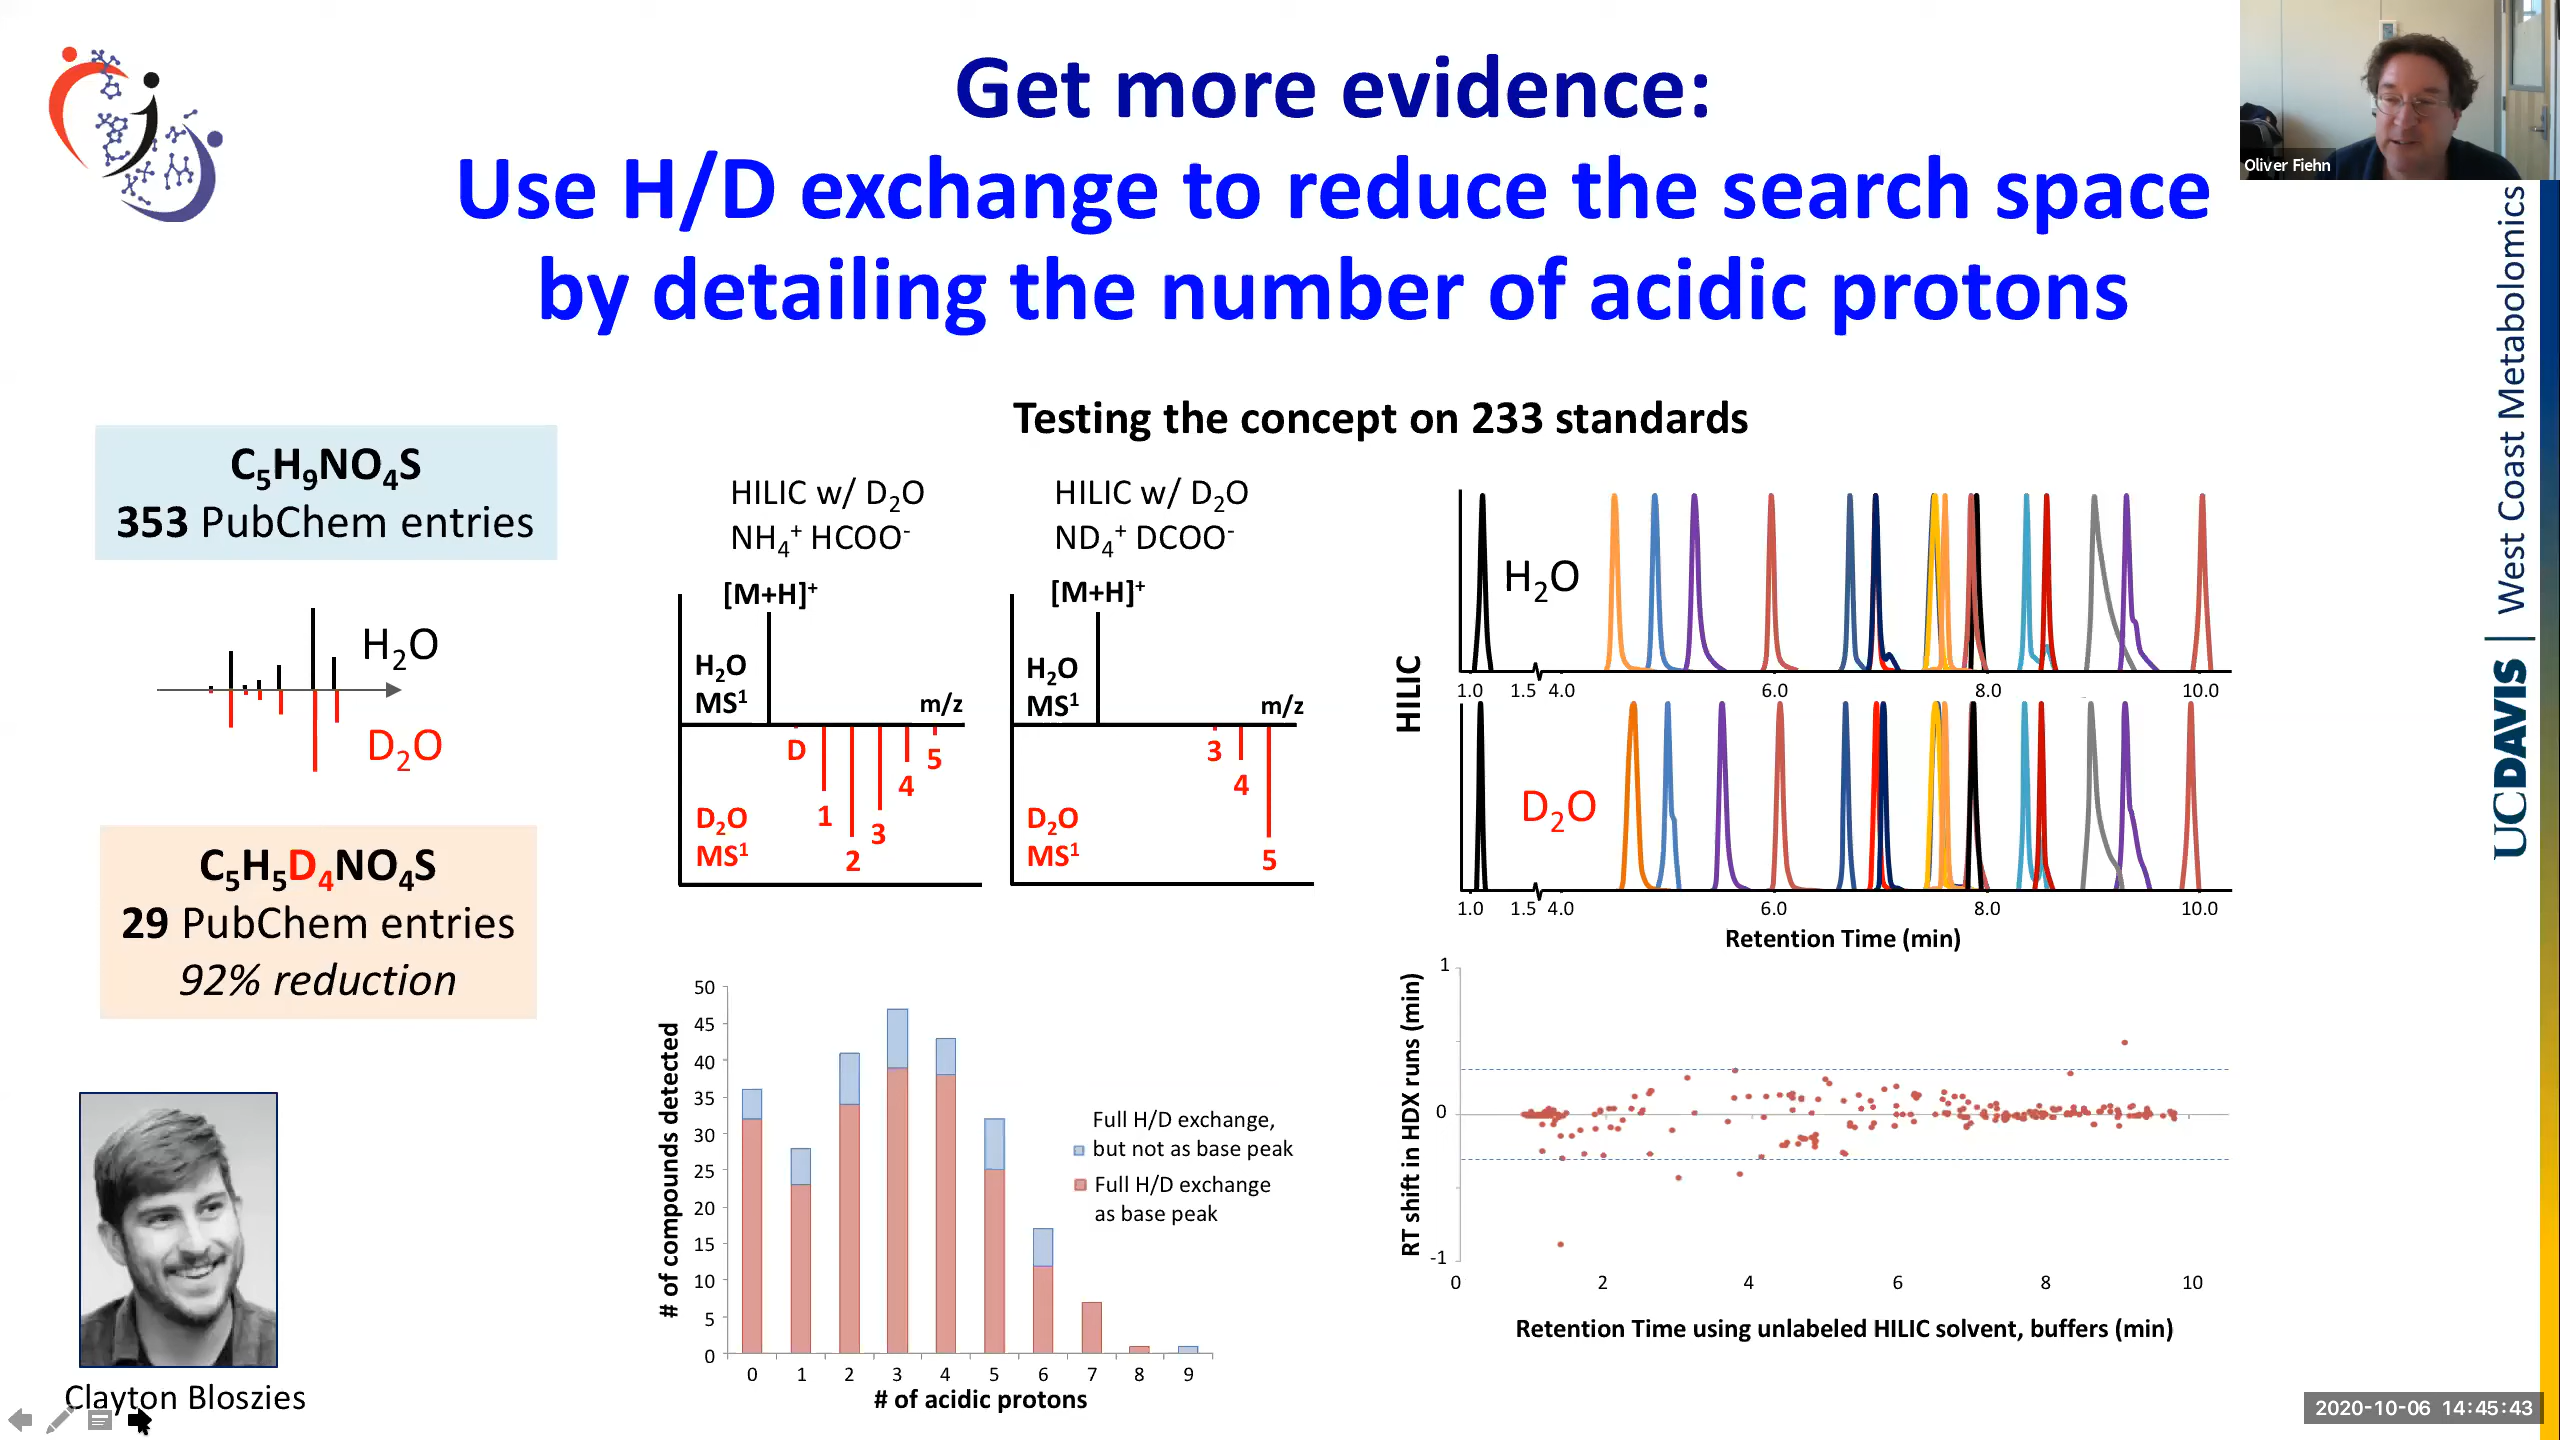 Get more evidence:
Use H/D exchange to reduce the search space
by detailing the number of acidic protons
Oliver Fiehn
UCDAVIS | West Coast Metabolomics
C₅H₉NO₄S
353 PubChem entries
H₂O
D₂O
C₅H₅D₄NO₄S
29 PubChem entries
92% reduction
Clayton Bloszies
Testing the concept on 233 standards
HILIC w/ D₂O
NH₄⁺ HCOO⁻
[M+H]⁺
H₂O
MS¹
m/z
D
1
2
3
4
5
D₂O
MS¹
HILIC w/ D₂O
ND₄⁺ DCOO⁻
[M+H]⁺
H₂O
MS¹
m/z
3
4
5
D₂O
MS¹
HILIC
H₂O
1.0 1.5 4.0 6.0 8.0 10.0
D₂O
1.0 1.5 4.0 6.0 8.0 10.0
Retention Time (min)
# of compounds detected
50
45
40
35
30
25
20
15
10
5
0
0 1 2 3 4 5 6 7 8 9
# of acidic protons
Full H/D exchange,
but not as base peak
Full H/D exchange
as base peak
RT shift in HDX runs (min)
1
0
-1
0 2 4 6 8 10
Retention Time using unlabeled HILIC solvent, buffers (min)
2020-10-06 14:45:43